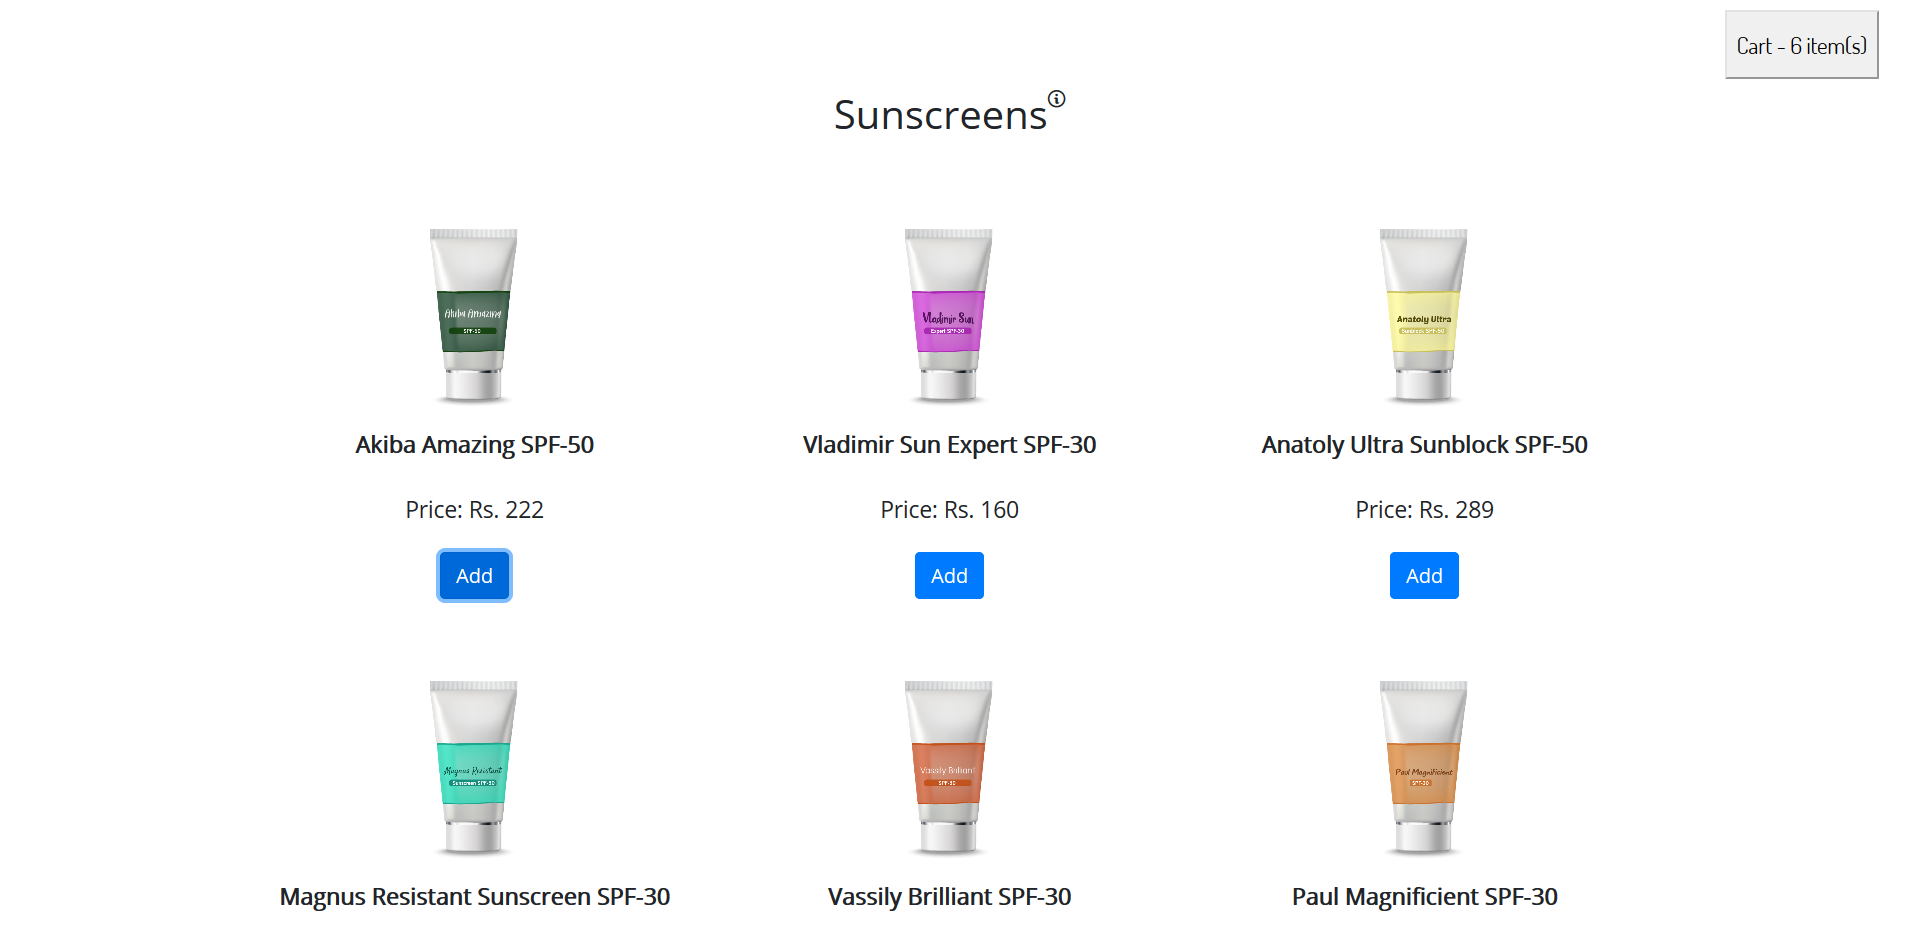 Cart - 6 item(s)
Sunscreens
Akiba Amazing
SPF-50
Vladimir Sun
Expert SPF-30
Anatoly Ultra
Sunblock SPF-50
Akiba Amazing SPF-50
Vladimir Sun Expert SPF-30
Anatoly Ultra Sunblock SPF-50
Price: Rs. 222
Price: Rs. 160
Price: Rs. 289
Add
Add
Add
Magnus Resistant
Sunscreen SPF-30
Vassily Brilliant
SPF-30
Paul Magnificient
SPF-30
Magnus Resistant Sunscreen SPF-30
Vassily Brilliant SPF-30
Paul Magnificient SPF-30